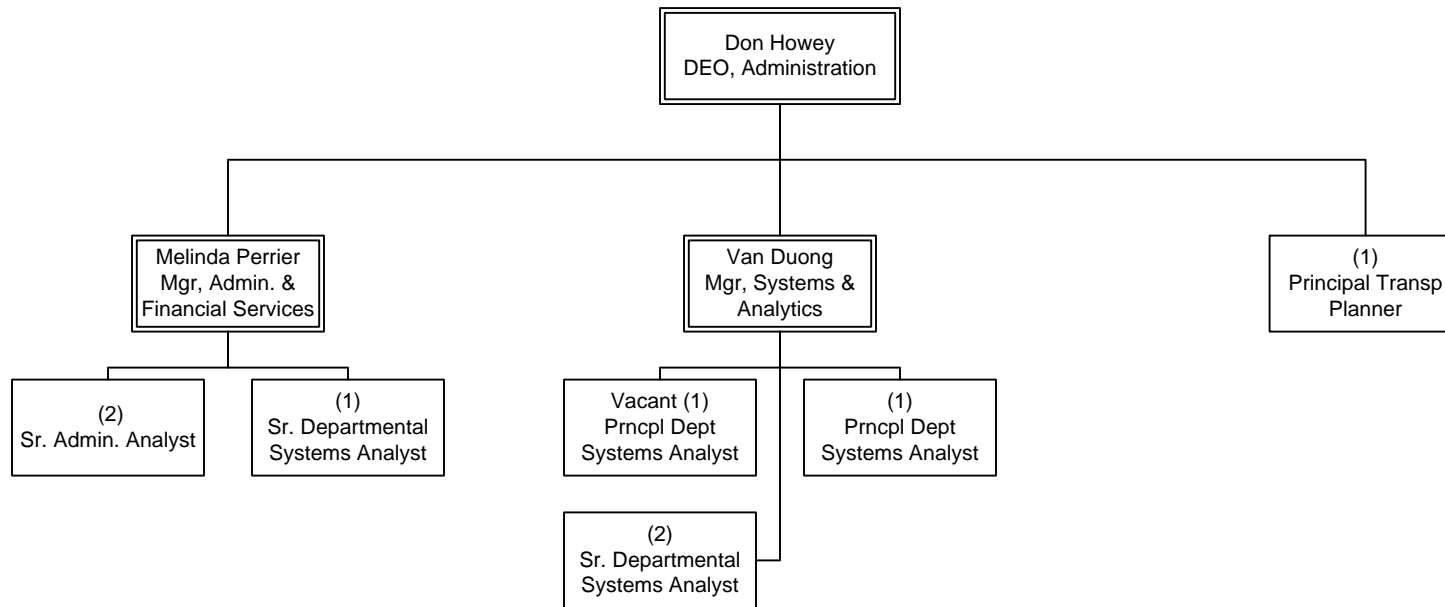 Don Howey
DEO, Administration
Melinda Perrier
Mgr, Admin. &
Financial Services
Van Duong
Mgr, Systems &
Analytics
(1)
Principal Transp
Planner
(2)
Sr. Admin. Analyst
(1)
Sr. Departmental
Systems Analyst
Vacant (1)
Prncpl Dept
Systems Analyst
(1)
Prncpl Dept
Systems Analyst
(2)
Sr. Departmental
Systems Analyst